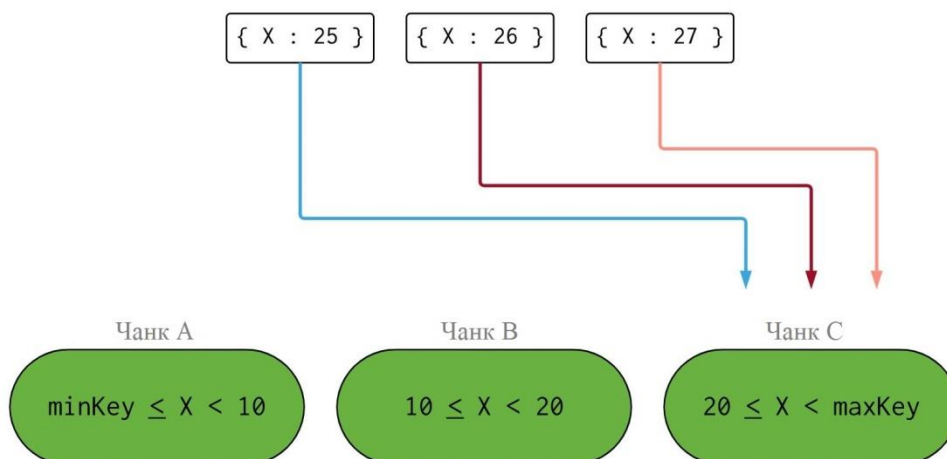 { X : 25 } { X : 26 } { X : 27 }
Чанк A Чанк B Чанк C
minKey ≤ X < 10 10 ≤ X < 20 20 ≤ X < maxKey